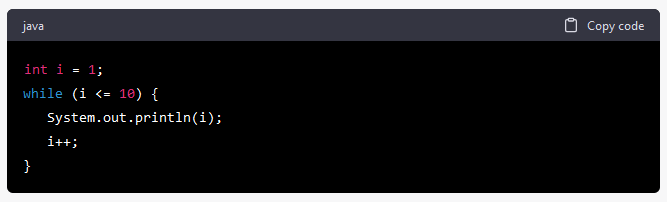 java
Copy code
int i = 1;
while (i <= 10) {
   System.out.println(i);
   i++;
}